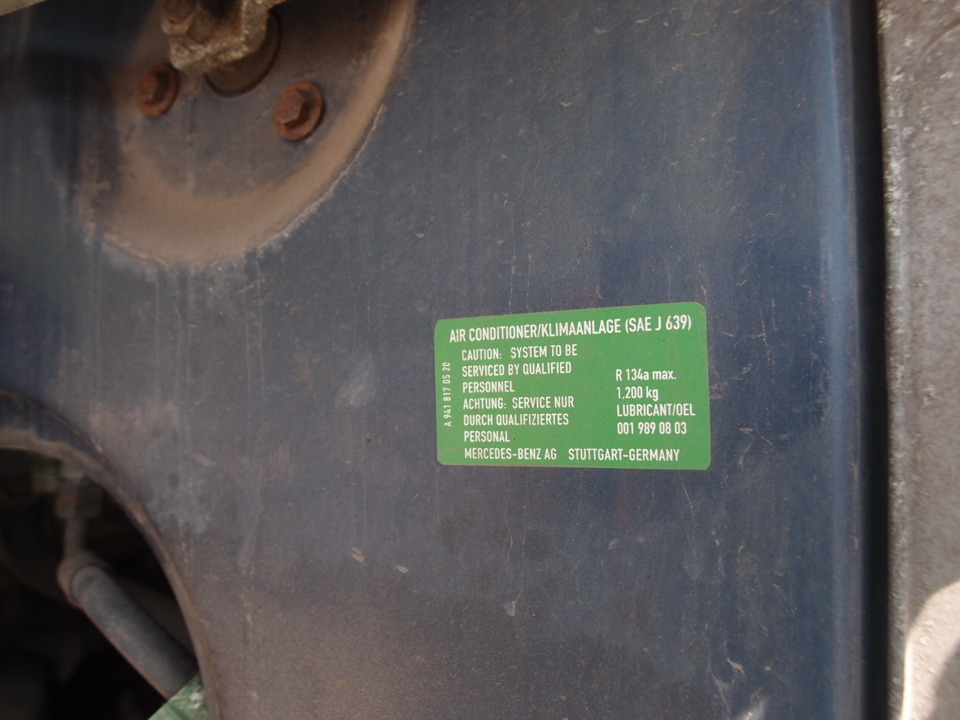 AIR CONDITIONER/KLIMAANLAGE (SAE J 639)
A 941 817 05 20
CAUTION: SYSTEM TO BE
SERVICED BY QUALIFIED
PERSONNEL
ACHTUNG: SERVICE NUR
DURCH QUALIFIZIERTES
PERSONAL
R 134a max.
1,200 kg
LUBRICANT/OEL
001 989 08 03
MERCEDES-BENZ AG STUTTGART-GERMANY